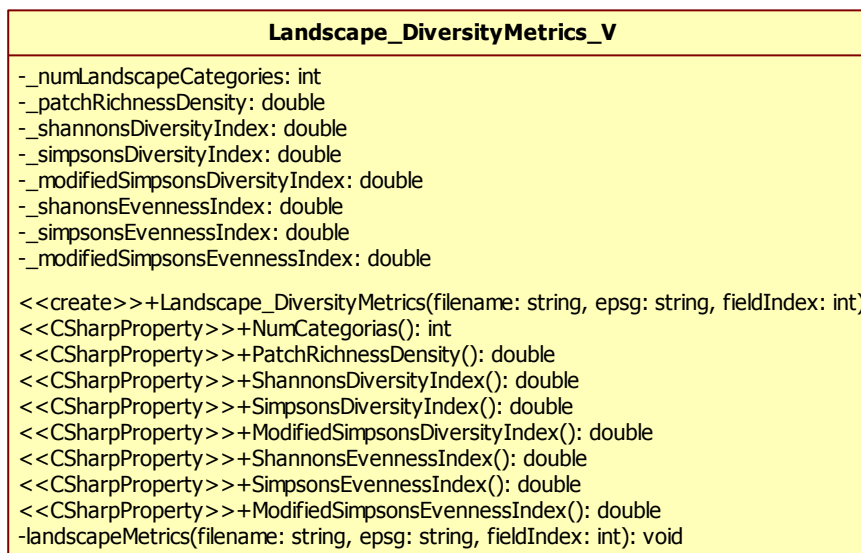 Landscape_DiversityMetrics_V
-_numLandscapeCategories: int
-_patchRichnessDensity: double
-_shannonsDiversityIndex: double
-_simpsonsDiversityIndex: double
-_modifiedSimpsonsDiversityIndex: double
-_shanonsEvennessIndex: double
-_simpsonsEvennessIndex: double
-_modifiedSimpsonsEvennessIndex: double
<<create>>+Landscape_DiversityMetrics(filename: string, epsg: string, fieldIndex: int)
<<CSharpProperty>>+NumCategorias(): int
<<CSharpProperty>>+PatchRichnessDensity(): double
<<CSharpProperty>>+ShannonsDiversityIndex(): double
<<CSharpProperty>>+SimpsonsDiversityIndex(): double
<<CSharpProperty>>+ModifiedSimpsonsDiversityIndex(): double
<<CSharpProperty>>+ShannonsEvennessIndex(): double
<<CSharpProperty>>+SimpsonsEvennessIndex(): double
<<CSharpProperty>>+ModifiedSimpsonsEvennessIndex(): double
-landscapeMetrics(filename: string, epsg: string, fieldIndex: int): void